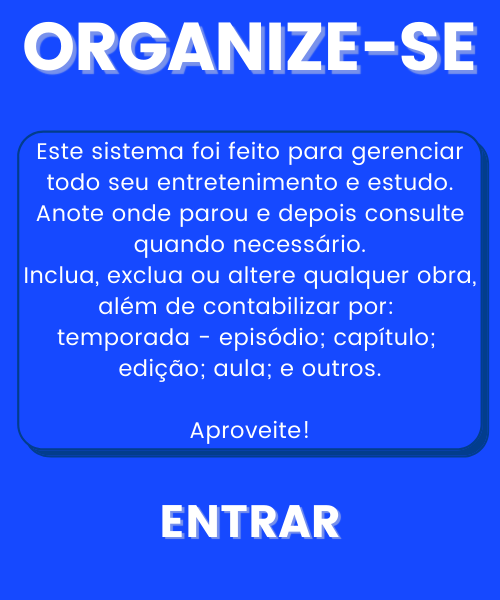 ORGANIZE-SE
Este sistema foi feito para gerenciar
todo seu entretenimento e estudo.
Anote onde parou e depois consulte
quando necessário.
Inclua, exclua ou altere qualquer obra,
além de contabilizar por:
temporada - episódio; capítulo;
edição; aula; e outros.
Aproveite!
ENTRAR